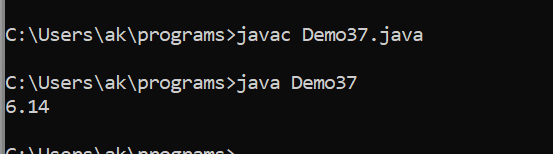 C:\Users\ak\programs>javac Demo37.java
C:\Users\ak\programs>java Demo37
6.14
C:\Users\ak\programs>